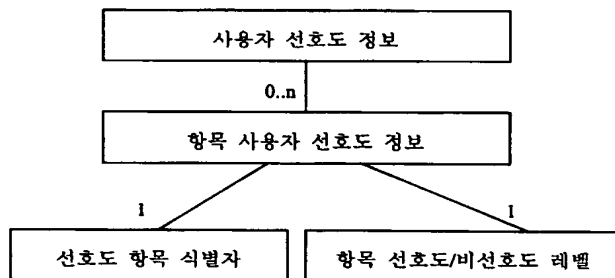 사용자 선호도 정보
0..n
항목 사용자 선호도 정보
1 1
선호도 항목 식별자 항목 선호도/비선호도 레벨